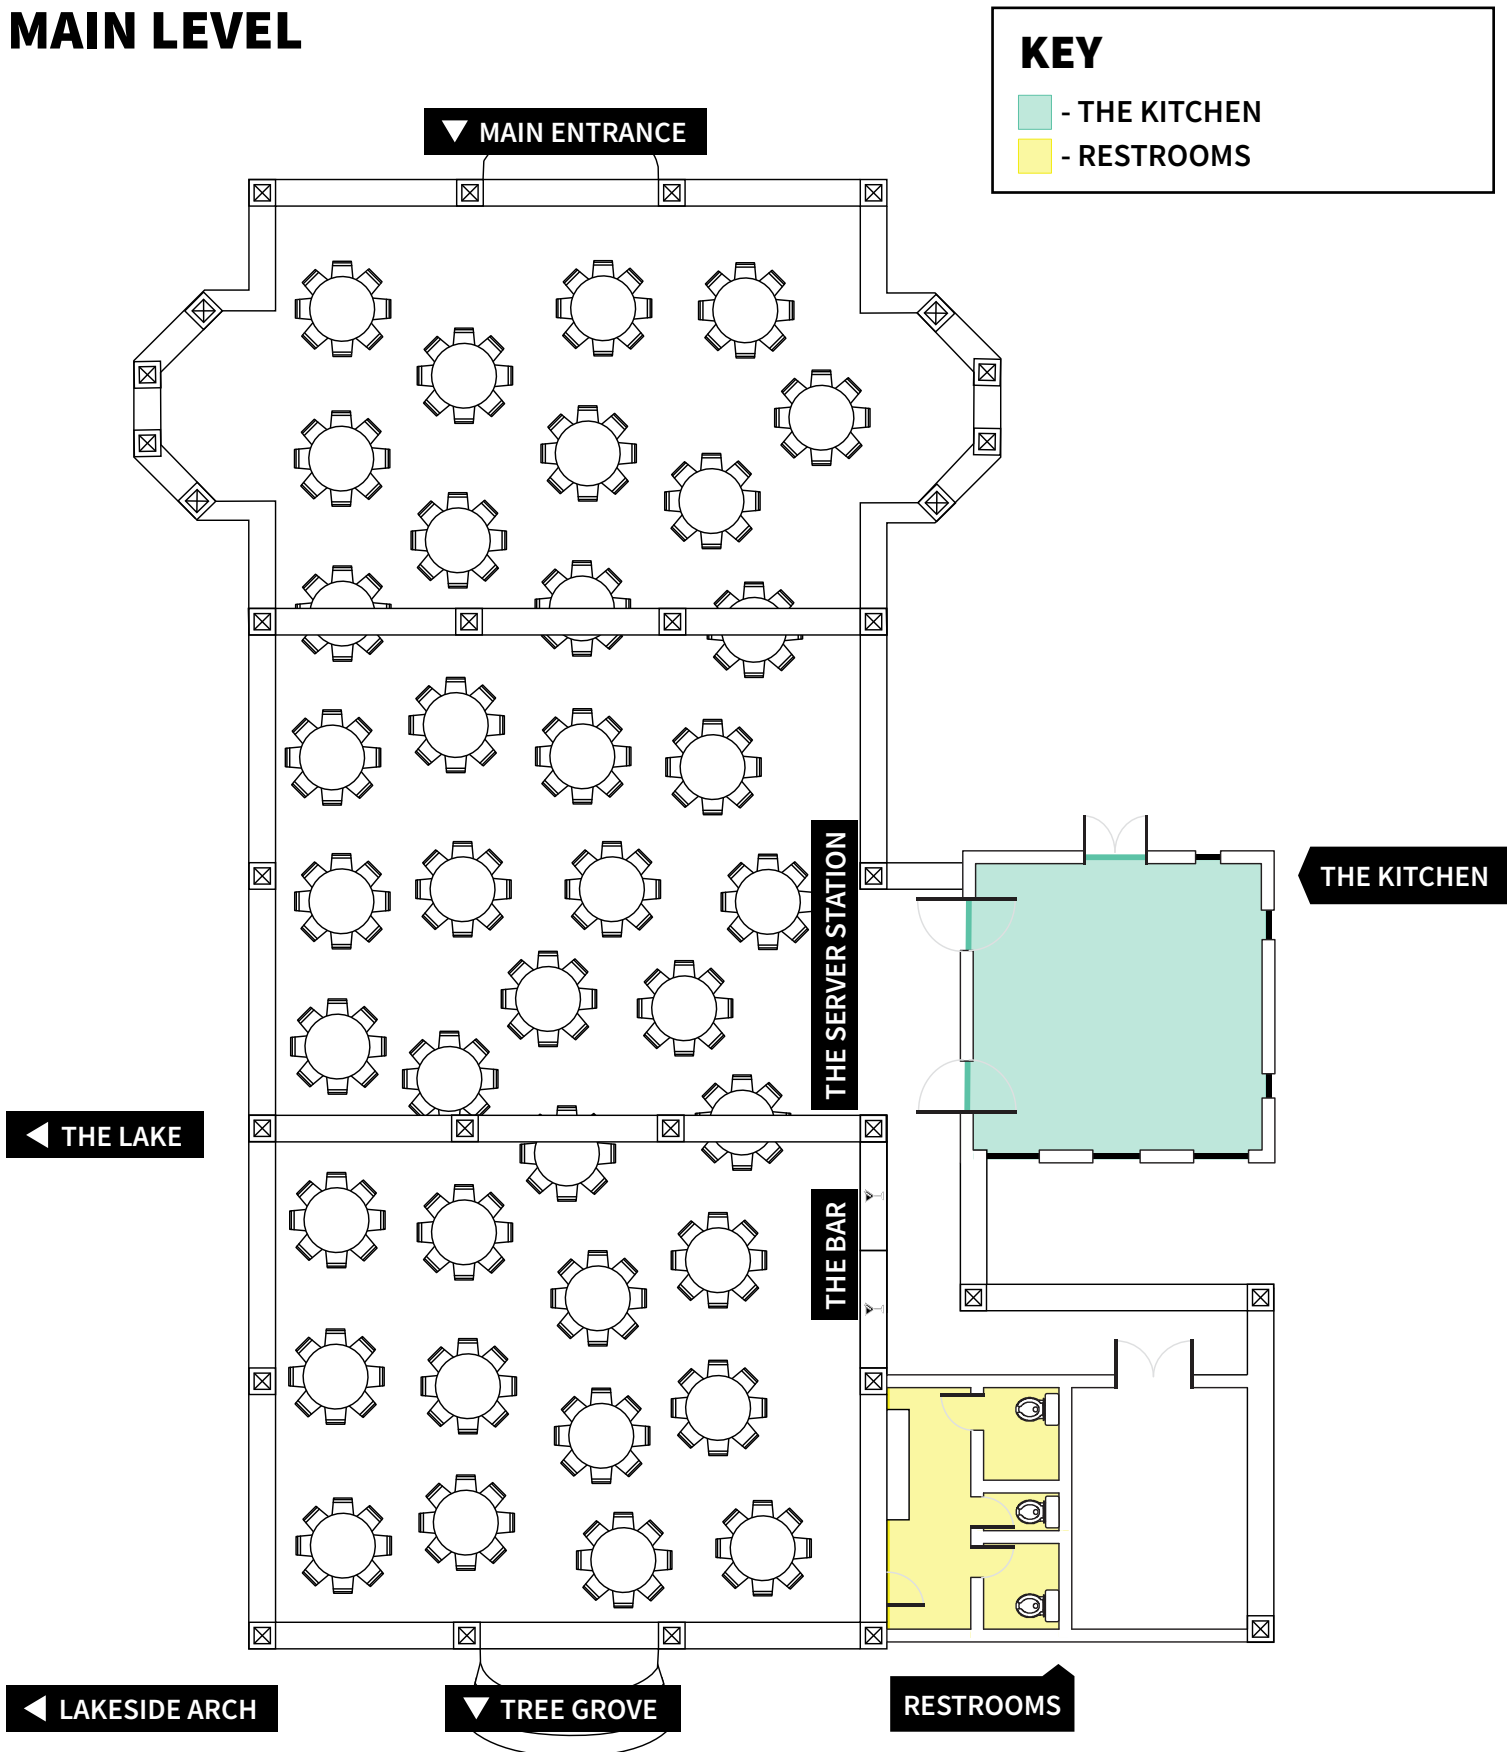 MAIN LEVEL
KEY
- THE KITCHEN
- RESTROOMS
MAIN ENTRANCE
THE SERVER STATION
THE KITCHEN
THE LAKE
THE BAR
LAKESIDE ARCH
TREE GROVE
RESTROOMS